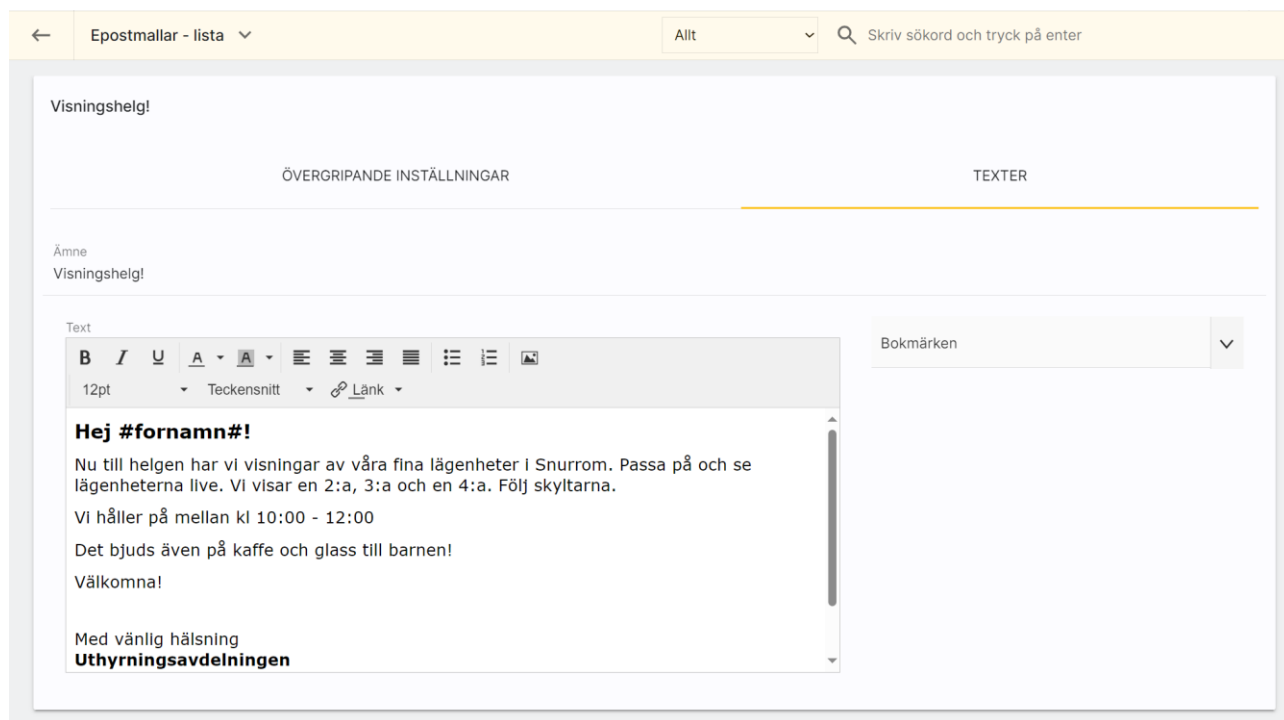 Epostmallar - lista
Allt
Skriv sökord och tryck på enter
Visningshelg!
ÖVERGRIPANDE INSTÄLLNINGAR
TEXTER
Ämne
Visningshelg!
Text
Bokmärken
B I U A A
12pt Teckensnitt Länk
Hej #fornamn#!
Nu till helgen har vi visningar av våra fina lägenheter i Snurrom. Passa på och se
lägenheterna live. Vi visar en 2:a, 3:a och en 4:a. Följ skyltarna.
Vi håller på mellan kl 10:00 - 12:00
Det bjuds även på kaffe och glass till barnen!
Välkomna!
Med vänlig hälsning
Uthyrningsavdelningen